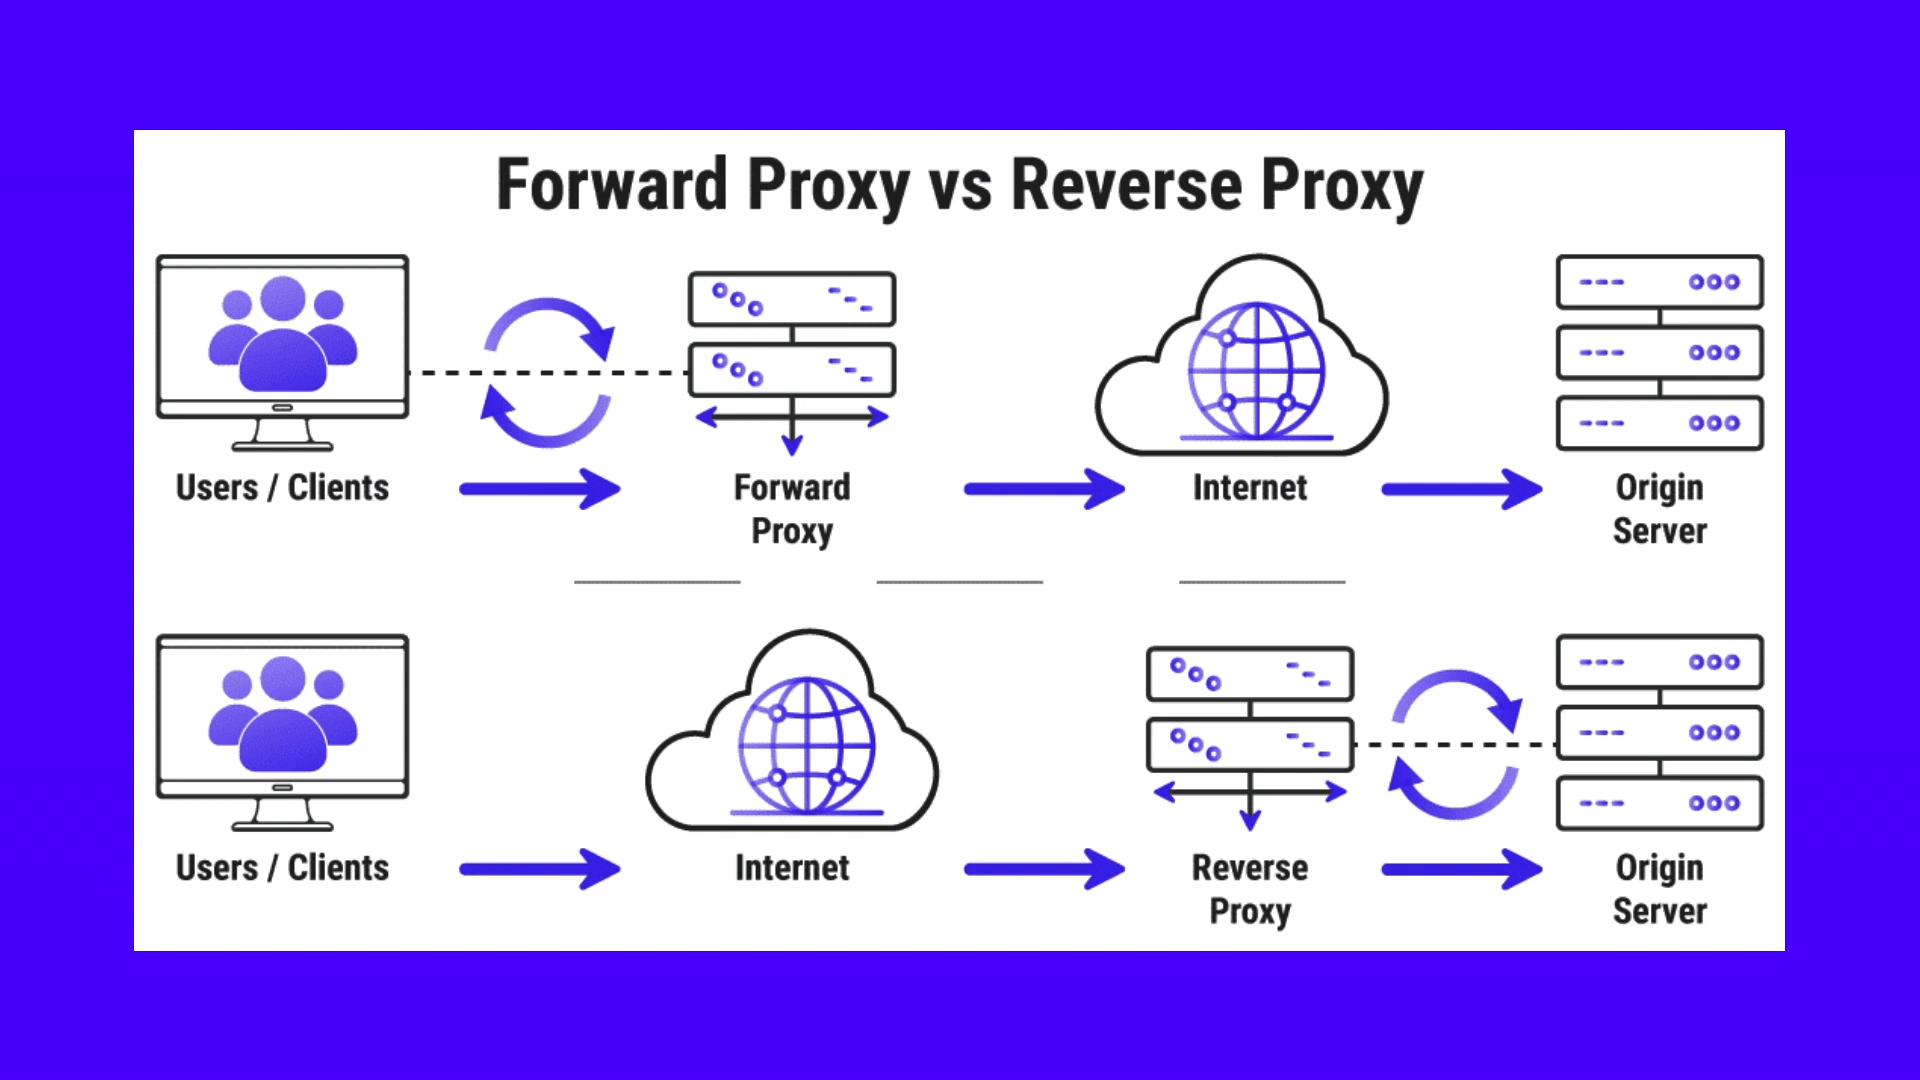 Forward Proxy vs Reverse Proxy
Users / Clients
Forward
Proxy
Internet
Origin
Server
Users / Clients
Internet
Reverse
Proxy
Origin
Server